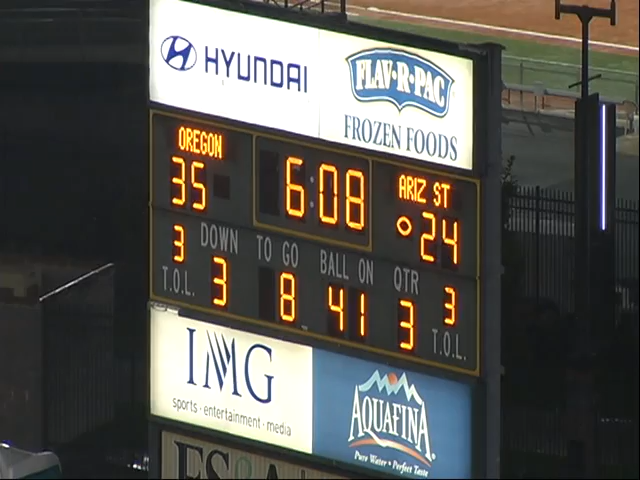 HYUNDAI
FLAV·R·PAC
FROZEN FOODS
OREGON 6:08 ARIZ ST
35 24
3 DOWN TO GO BALL ON QTR 3
T.O.L. 3 8 41 3 T.O.L.
IMG
sports · entertainment · media
AQUAFINA
Pure Water · Perfect Taste